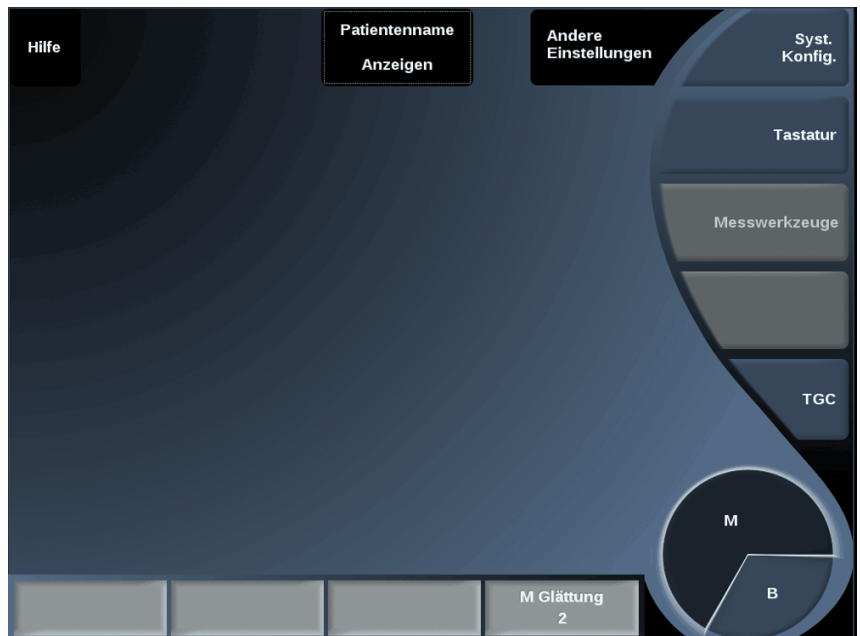 Hilfe
Patientenname
Anzeigen
Andere
Einstellungen
Syst.
Konfig.
Tastatur
Messwerkzeuge
TGC
M
B
M Glättung
2